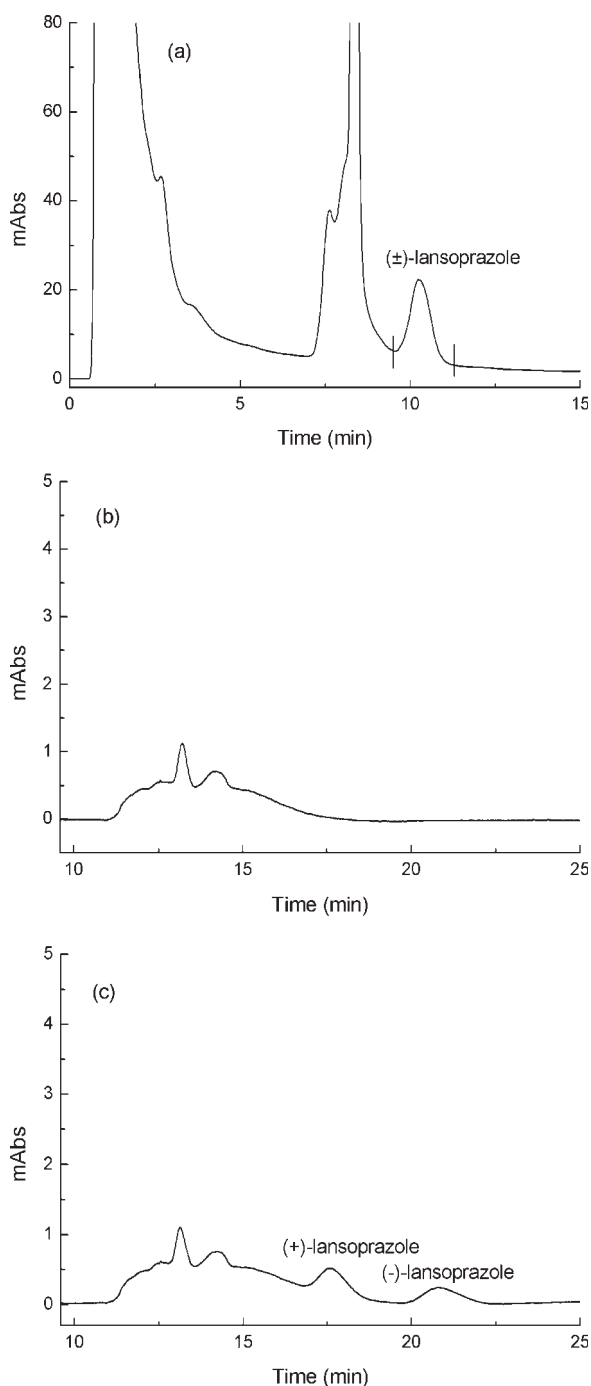 80
(a)
60
mAbs
40
(±)-lansoprazole
20
0
0 5 10 15
Time (min)
5
(b)
4
3
mAbs
2
1
0
10 15 20 25
Time (min)
5
(c)
4
3
mAbs
2
1
(+)-lansoprazole
(-)-lansoprazole
0
10 15 20 25
Time (min)